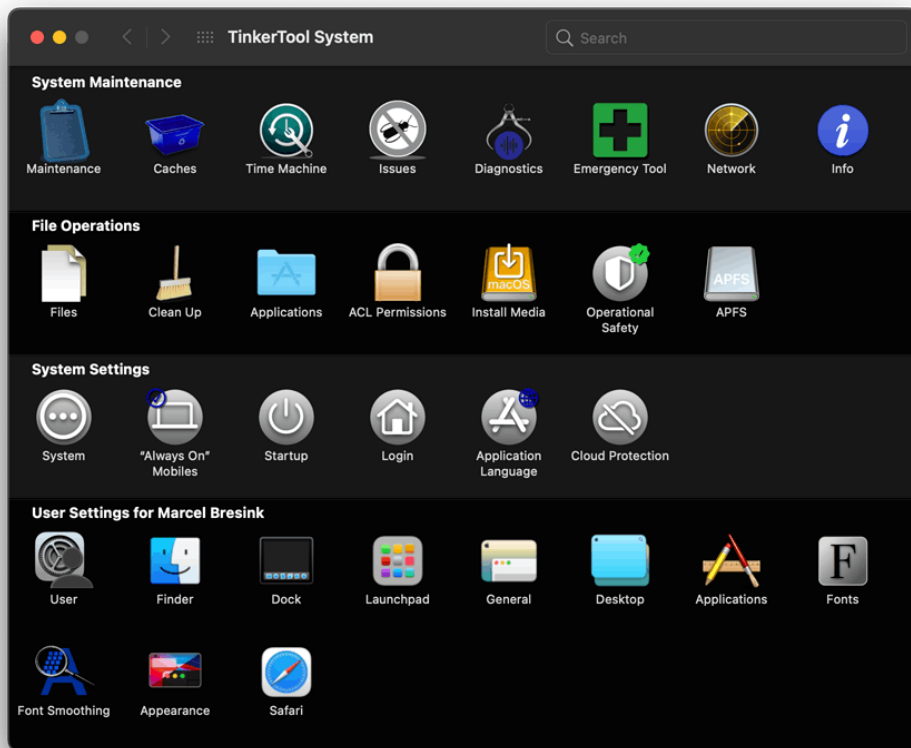 TinkerTool System
Search
System Maintenance
Maintenance
Caches
Time Machine
Issues
Diagnostics
Emergency Tool
Network
Info
File Operations
Files
Clean Up
Applications
ACL Permissions
macOS
Install Media
Operational
Safety
APFS
APFS
System Settings
System
"Always On"
Mobiles
Startup
Login
Application
Language
Cloud Protection
User Settings for Marcel Bresink
User
Finder
Dock
Launchpad
General
Desktop
Applications
F
Fonts
Font Smoothing
Appearance
Safari